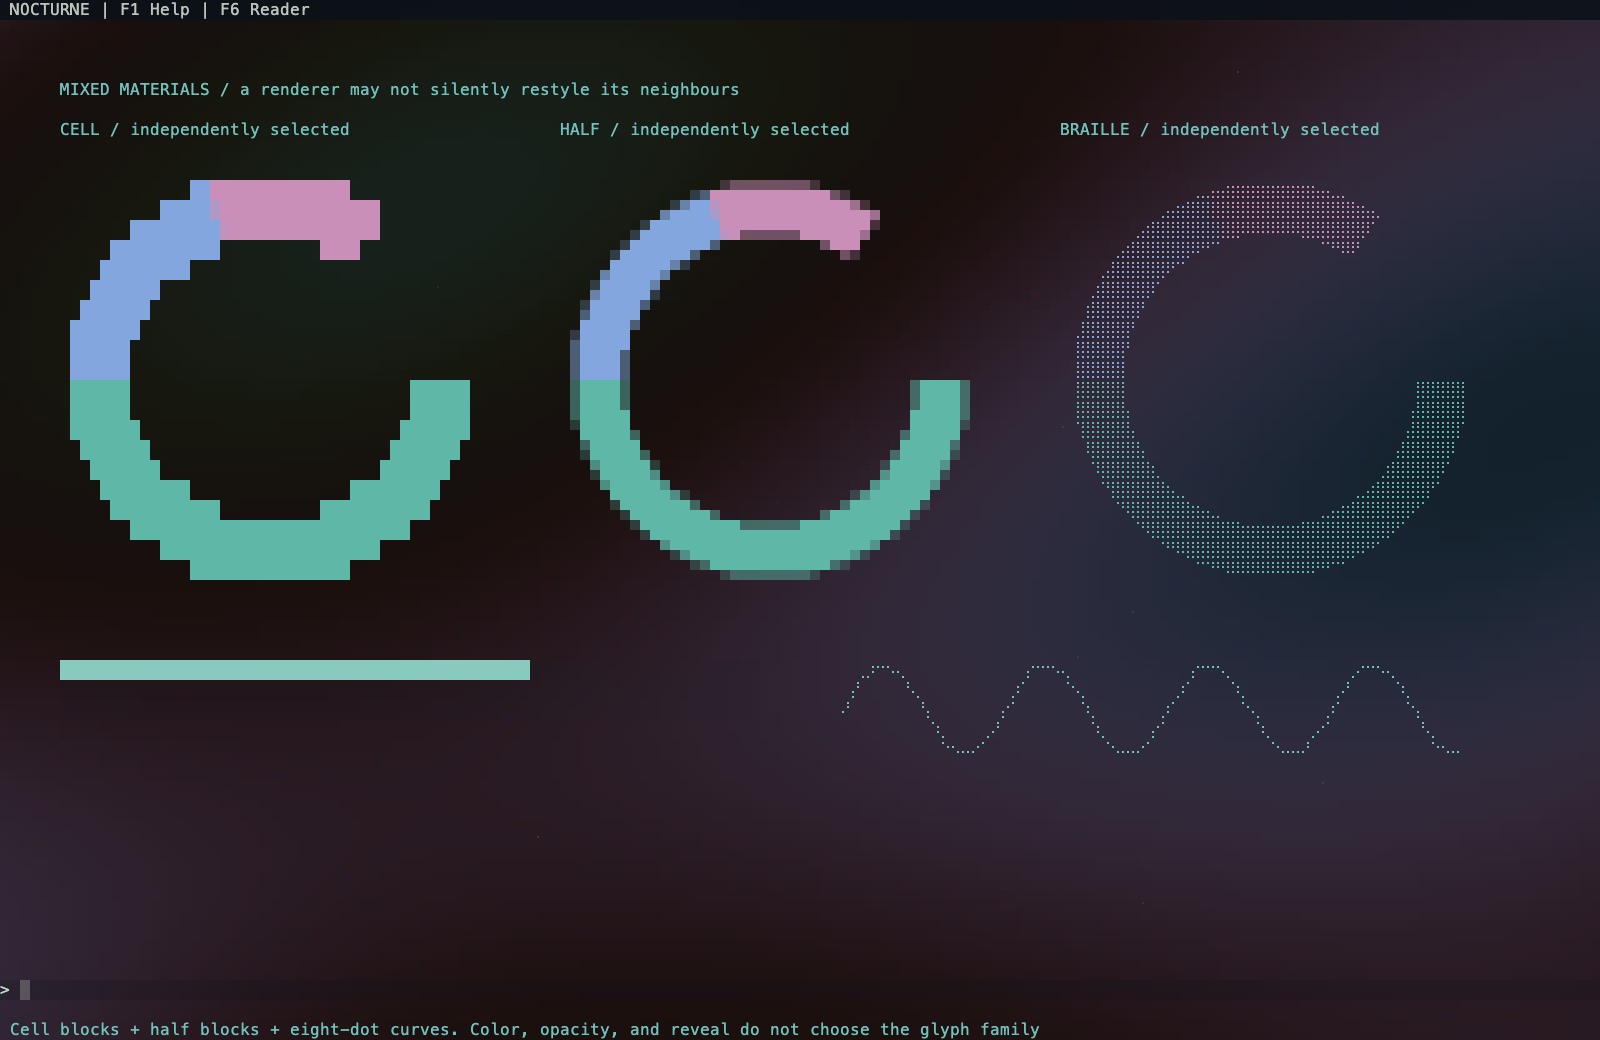 NOCTURNE | F1 Help | F6 Reader
MIXED MATERIALS / a renderer may not silently restyle its neighbours
CELL / independently selected
HALF / independently selected
BRAILLE / independently selected
>
Cell blocks + half blocks + eight-dot curves. Color, opacity, and reveal do not choose the glyph family